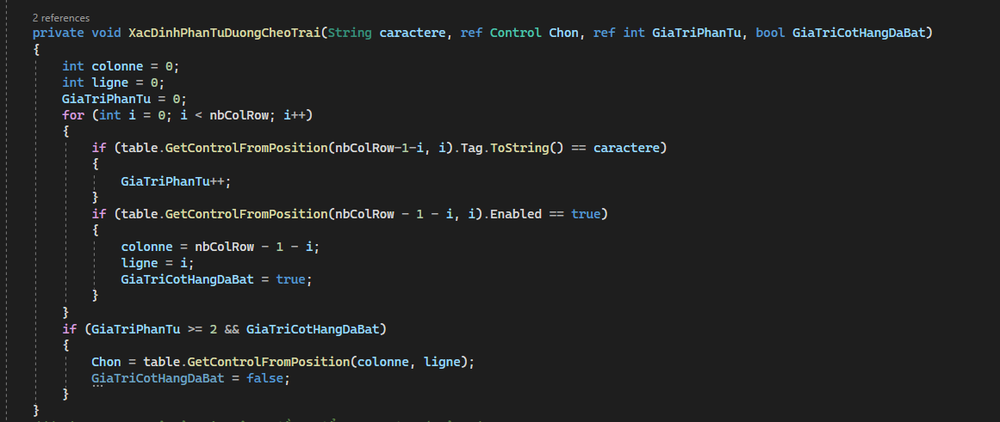 2 references
private void XacDinhPhanTuDuongCheoTrai(String caractere, ref Control Chon, ref int GiaTriPhanTu, bool GiaTriCotHangDaBat)
{
int colonne = 0;
int ligne = 0;
GiaTriPhanTu = 0;
for (int i = 0; i < nbColRow; i++)
{
if (table.GetControlFromPosition(nbColRow-1-i, i).Tag.ToString() == caractere)
{
GiaTriPhanTu++;
}
if (table.GetControlFromPosition(nbColRow - 1 - i, i).Enabled == true)
{
colonne = nbColRow - 1 - i;
ligne = i;
GiaTriCotHangDaBat = true;
}
}
if (GiaTriPhanTu >= 2 && GiaTriCotHangDaBat)
{
Chon = table.GetControlFromPosition(colonne, ligne);
GiaTriCotHangDaBat = false;
}
}